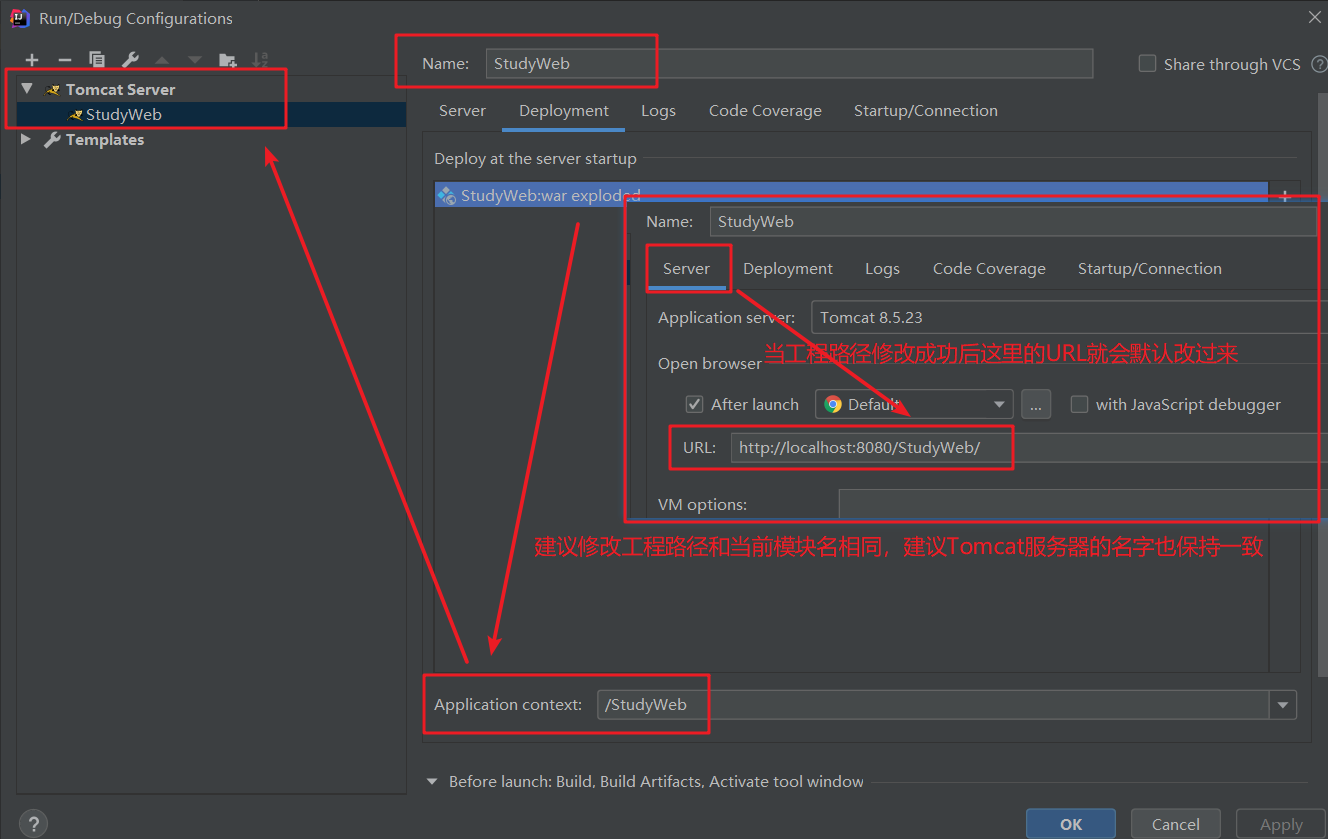 Run/Debug Configurations
Name: StudyWeb
Share through VCS
Tomcat Server
StudyWeb
Templates
Server Deployment Logs Code Coverage Startup/Connection
Deploy at the server startup
StudyWeb:war exploded
Name: StudyWeb
Server Deployment Logs Code Coverage Startup/Connection
Application server: Tomcat 8.5.23
当工程路径修改成功后这里的URL就会默认改过来
Open browser
After launch Default ... with JavaScript debugger
URL: http://localhost:8080/StudyWeb/
VM options:
建议修改工程路径和当前模块名相同，建议Tomcat服务器的名字也保持一致
Application context: /StudyWeb
Before launch: Build, Build Artifacts, Activate tool window
? OK Cancel Apply